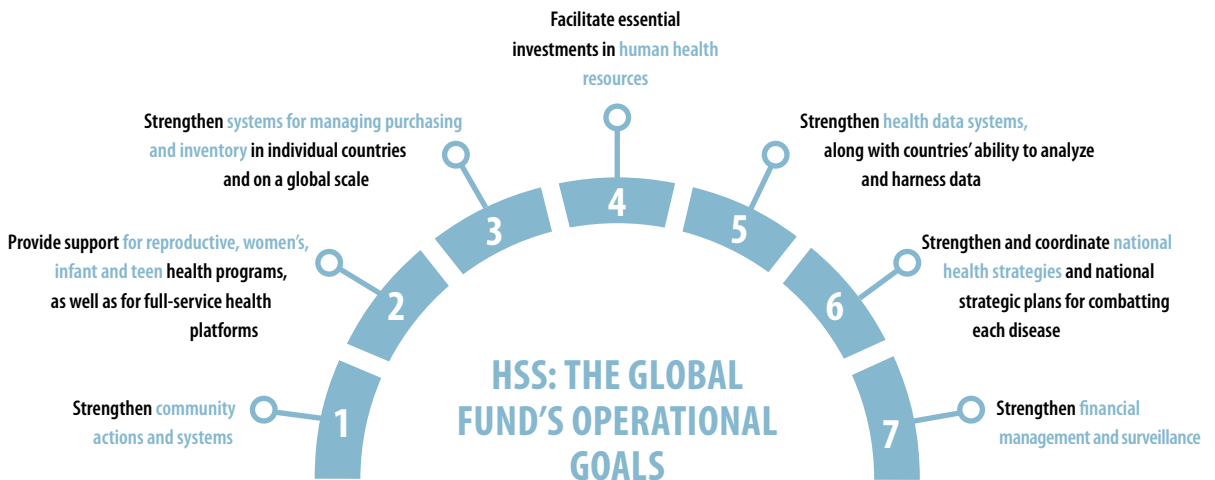 Facilitate essential
investments in human health
resources
Strengthen systems for managing purchasing
and inventory in individual countries
and on a global scale
Strengthen health data systems,
along with countries' ability to analyze
and harness data
Provide support for reproductive, women's,
infant and teen health programs,
as well as for full-service health
platforms
Strengthen and coordinate national
health strategies and national
strategic plans for combatting
each disease
Strengthen community
actions and systems
Strengthen financial
management and surveillance
1
2
3
4
5
6
7
HSS: THE GLOBAL
FUND'S OPERATIONAL
GOALS